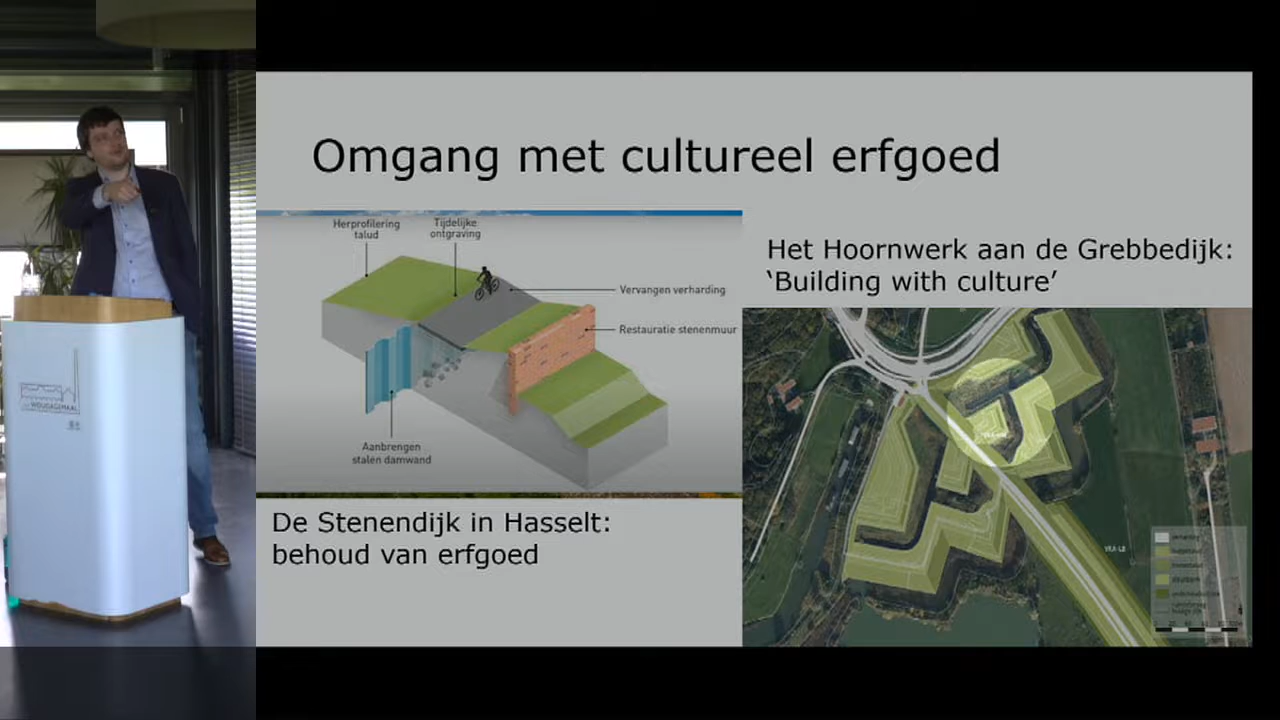 Omgang met cultureel erfgoed
Herprofilering
talud
Tijdelijke
ontgraving
Vervangen verharding
Restauratie stenenmuur
Aanbrengen
stalen damwand
De Stenendijk in Hasselt:
behoud van erfgoed
Het Hoornwerk aan de Grebbedijk:
‘Building with culture’
WOUDAGEMAAL